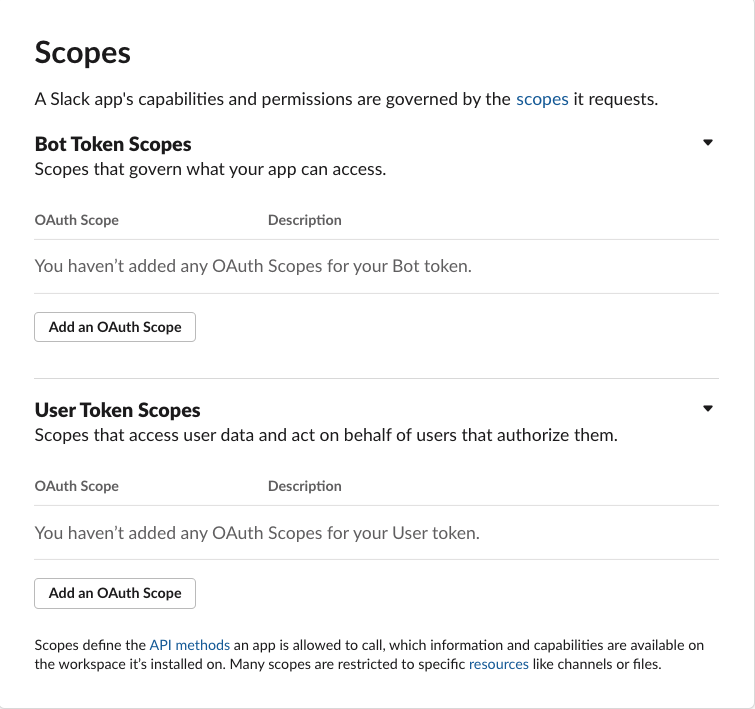 Scopes
A Slack app's capabilities and permissions are governed by the scopes it requests.
Bot Token Scopes
Scopes that govern what your app can access.
OAuth Scope Description
You haven’t added any OAuth Scopes for your Bot token.
Add an OAuth Scope
User Token Scopes
Scopes that access user data and act on behalf of users that authorize them.
OAuth Scope Description
You haven’t added any OAuth Scopes for your User token.
Add an OAuth Scope
Scopes define the API methods an app is allowed to call, which information and capabilities are available on
the workspace it’s installed on. Many scopes are restricted to specific resources like channels or files.